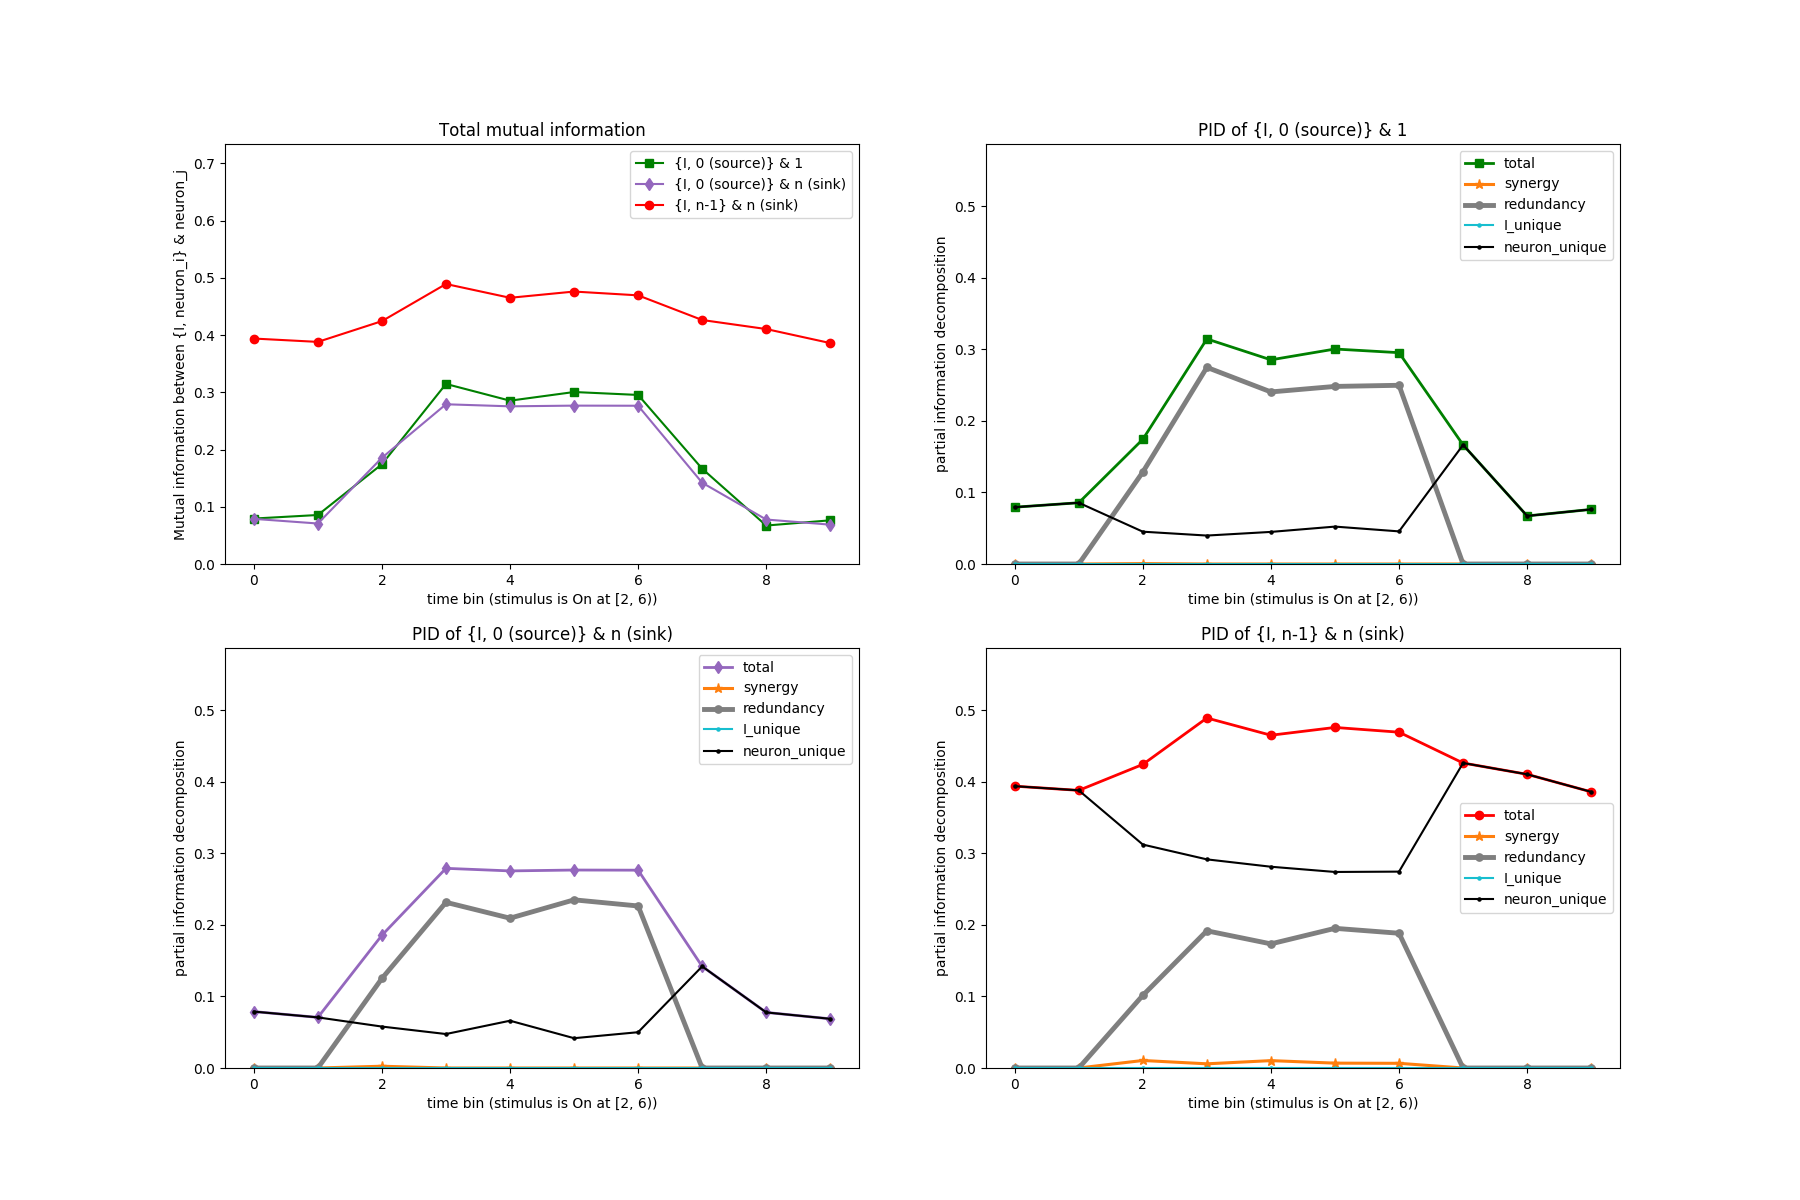 Total mutual information
Mutual information between {I, neuron_i} & neuron_j
0.7
0.6
0.5
0.4
0.3
0.2
0.1
0.0
{I, 0 (source)} & 1
{I, 0 (source)} & n (sink)
{I, n-1} & n (sink)
0 2 4 6 8
time bin (stimulus is On at [2, 6))
PID of {I, 0 (source)} & 1
partial information decomposition
0.5
0.4
0.3
0.2
0.1
0.0
total
synergy
redundancy
I_unique
neuron_unique
0 2 4 6 8
time bin (stimulus is On at [2, 6))
PID of {I, 0 (source)} & n (sink)
partial information decomposition
0.5
0.4
0.3
0.2
0.1
0.0
total
synergy
redundancy
I_unique
neuron_unique
0 2 4 6 8
time bin (stimulus is On at [2, 6))
PID of {I, n-1} & n (sink)
partial information decomposition
0.5
0.4
0.3
0.2
0.1
0.0
total
synergy
redundancy
I_unique
neuron_unique
0 2 4 6 8
time bin (stimulus is On at [2, 6))